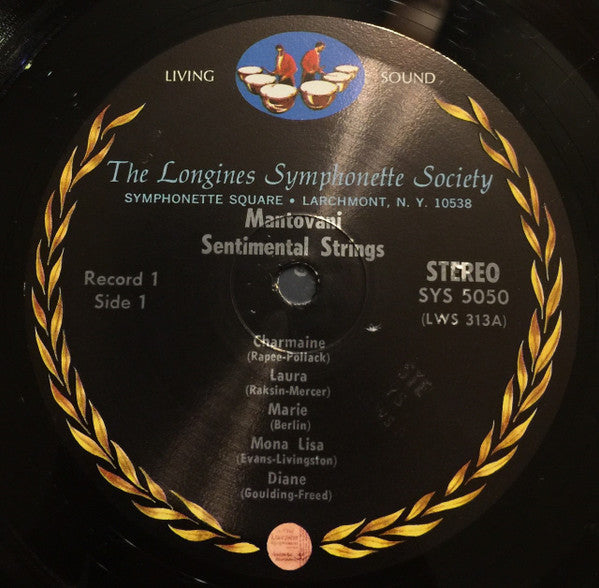 LIVING SOUND
The Longines Symphonette Society
SYMPHONETTE SQUARE • LARCHMONT, N. Y. 10538
Mantovani
Sentimental Strings
Record 1
Side 1
STEREO
SYS 5050
(LWS 313A)
Charmaine
(Rapee-Pollack)
Laura
(Raksin-Mercer)
Marie
(Berlin)
Mona Lisa
(Evans-Livingston)
Diane
(Goulding-Freed)